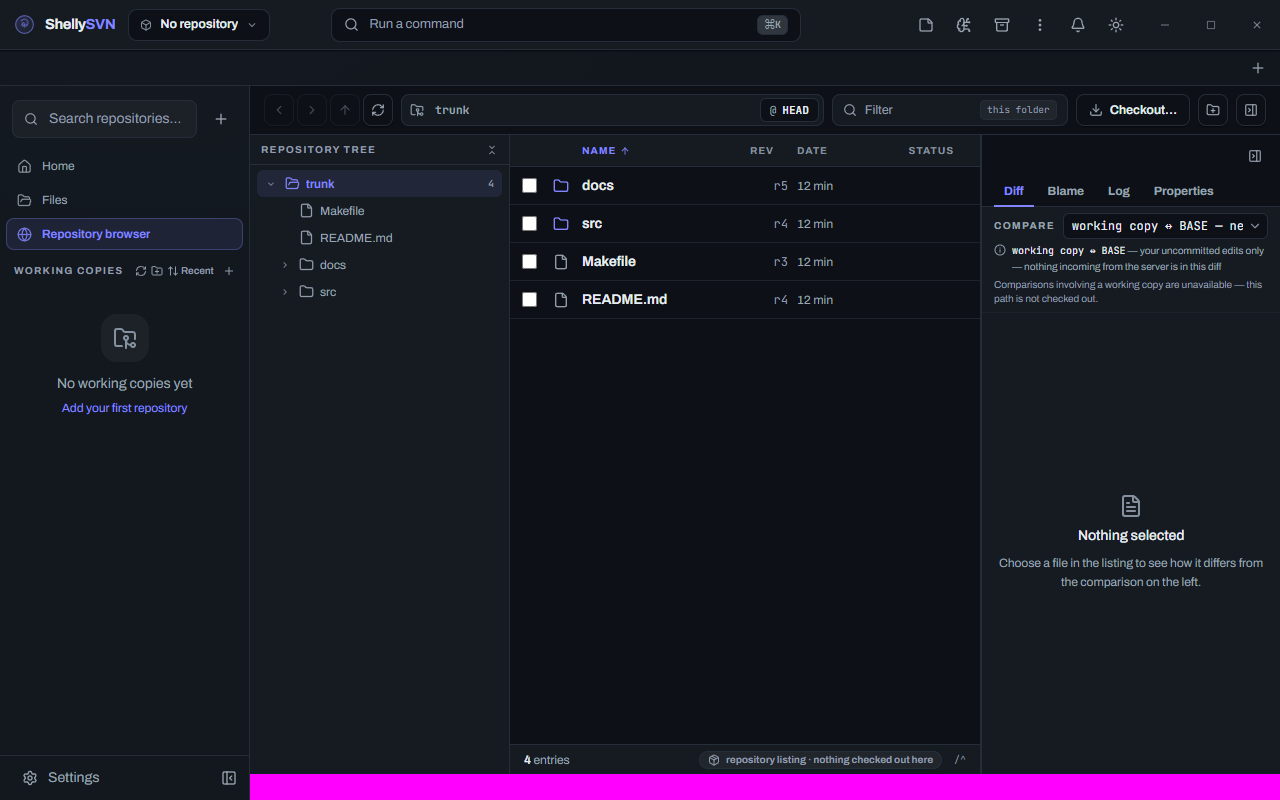 ShellySVN
No repository
Run a command
⌘K
Search repositories...
trunk
@ HEAD
Filter
this folder
Checkout...
Home
Files
Repository browser
WORKING COPIES
Recent
No working copies yet
Add your first repository
Settings
REPOSITORY TREE
trunk
4
Makefile
README.md
docs
src
NAME
REV
DATE
STATUS
docs
r5
12 min
src
r4
12 min
Makefile
r3
12 min
README.md
r4
12 min
4 entries
repository listing · nothing checked out here
/^
Diff
Blame
Log
Properties
COMPARE
working copy ⇔ BASE — ne
working copy ⇔ BASE — your uncommitted edits only
— nothing incoming from the server is in this diff
Comparisons involving a working copy are unavailable — this
path is not checked out.
Nothing selected
Choose a file in the listing to see how it differs from
the comparison on the left.